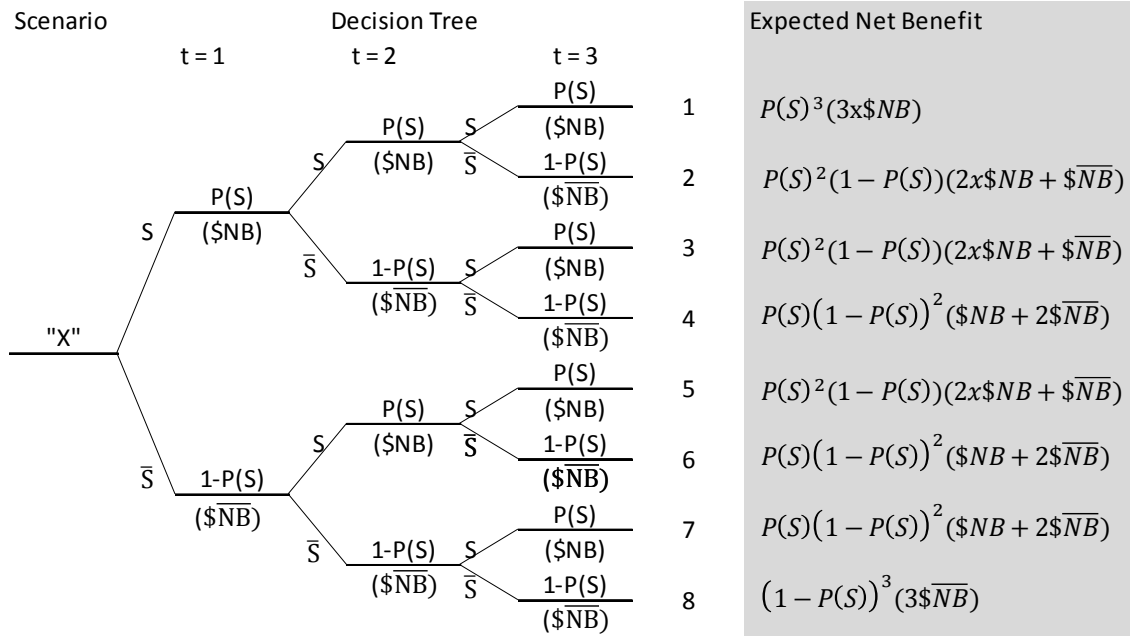 Scenario Decision Tree Expected Net Benefit
t = 1 t = 2 t = 3
P(S)
($NB)
1
P(S)³(3x$NB)
P(S)
($NB)
S
S̅
1-P(S)
($N̅B̅)
2
P(S)²(1 − P(S))(2x$NB + $N̅B̅)
S
P(S)
($NB)
S
S̅
P(S)
($NB)
3
P(S)²(1 − P(S))(2x$NB + $N̅B̅)
1-P(S)
($N̅B̅)
S
S̅
1-P(S)
($N̅B̅)
4
P(S)(1 − P(S))²($NB + 2$N̅B̅)
"X"
P(S)
($NB)
5
P(S)²(1 − P(S))(2x$NB + $N̅B̅)
P(S)
($NB)
S
S̅
1-P(S)
($N̅B̅)
6
P(S)(1 − P(S))²($NB + 2$N̅B̅)
S̅
1-P(S)
($N̅B̅)
S
S̅
P(S)
($NB)
7
P(S)(1 − P(S))²($NB + 2$N̅B̅)
1-P(S)
($N̅B̅)
S
S̅
1-P(S)
($N̅B̅)
8
(1 − P(S))³(3$N̅B̅)
S